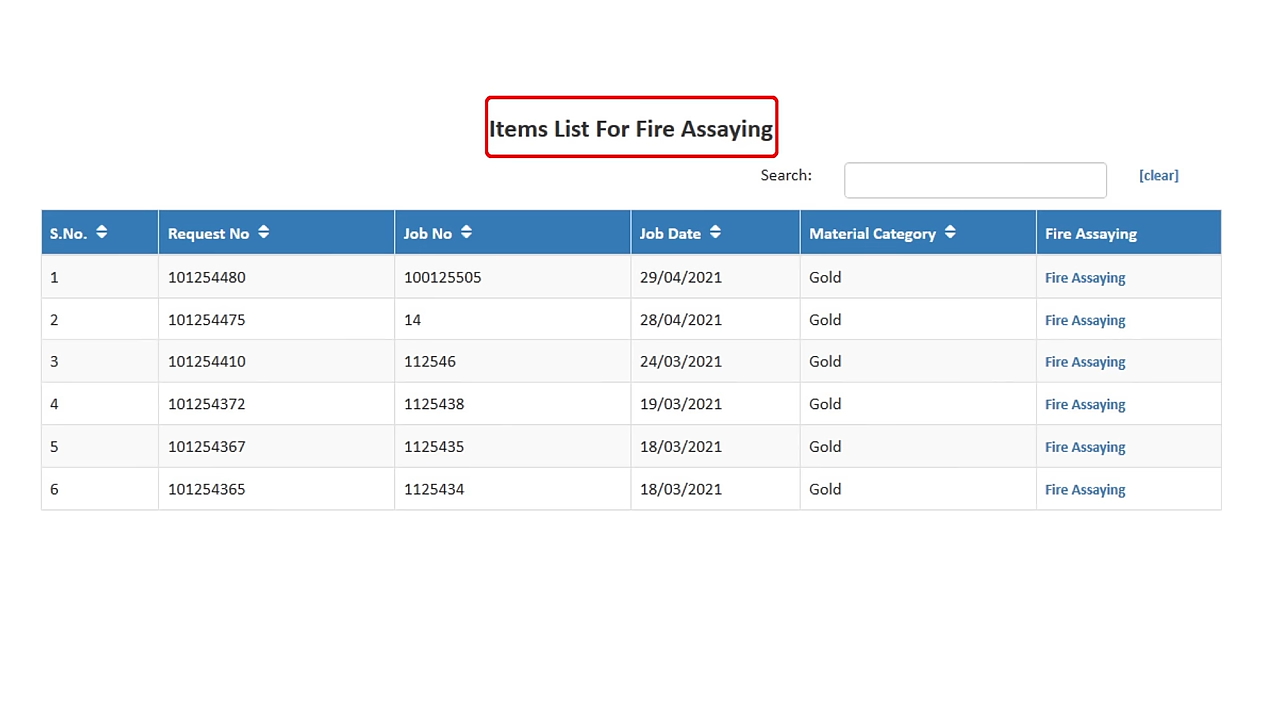 Items List For Fire Assaying
Search: [clear]
S.No. Request No Job No Job Date Material Category Fire Assaying
1 101254480 100125505 29/04/2021 Gold Fire Assaying
2 101254475 14 28/04/2021 Gold Fire Assaying
3 101254410 112546 24/03/2021 Gold Fire Assaying
4 101254372 1125438 19/03/2021 Gold Fire Assaying
5 101254367 1125435 18/03/2021 Gold Fire Assaying
6 101254365 1125434 18/03/2021 Gold Fire Assaying